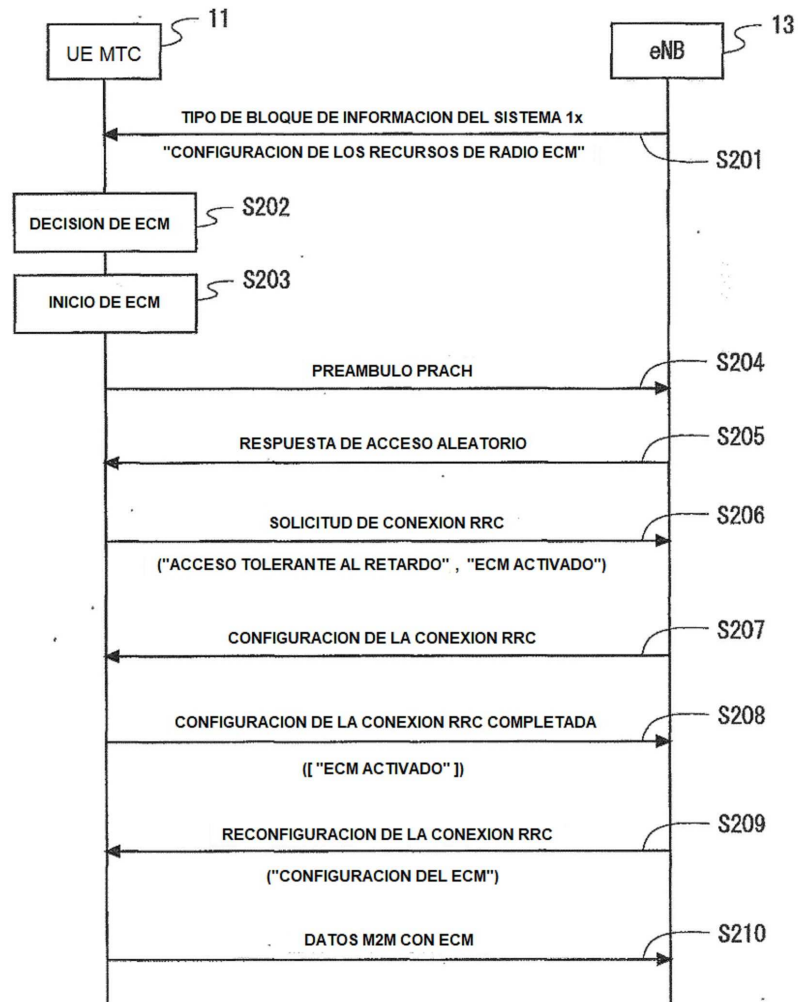 11
UE MTC
13
eNB
TIPO DE BLOQUE DE INFORMACION DEL SISTEMA 1x
"CONFIGURACION DE LOS RECURSOS DE RADIO ECM"
S201
DECISION DE ECM
S202
INICIO DE ECM
S203
PREAMBULO PRACH
S204
RESPUESTA DE ACCESO ALEATORIO
S205
SOLICITUD DE CONEXION RRC
S206
("ACCESO TOLERANTE AL RETARDO" , "ECM ACTIVADO")
CONFIGURACION DE LA CONEXION RRC
S207
CONFIGURACION DE LA CONEXION RRC COMPLETADA
S208
([ "ECM ACTIVADO" ])
RECONFIGURACION DE LA CONEXION RRC
S209
("CONFIGURACION DEL ECM")
DATOS M2M CON ECM
S210